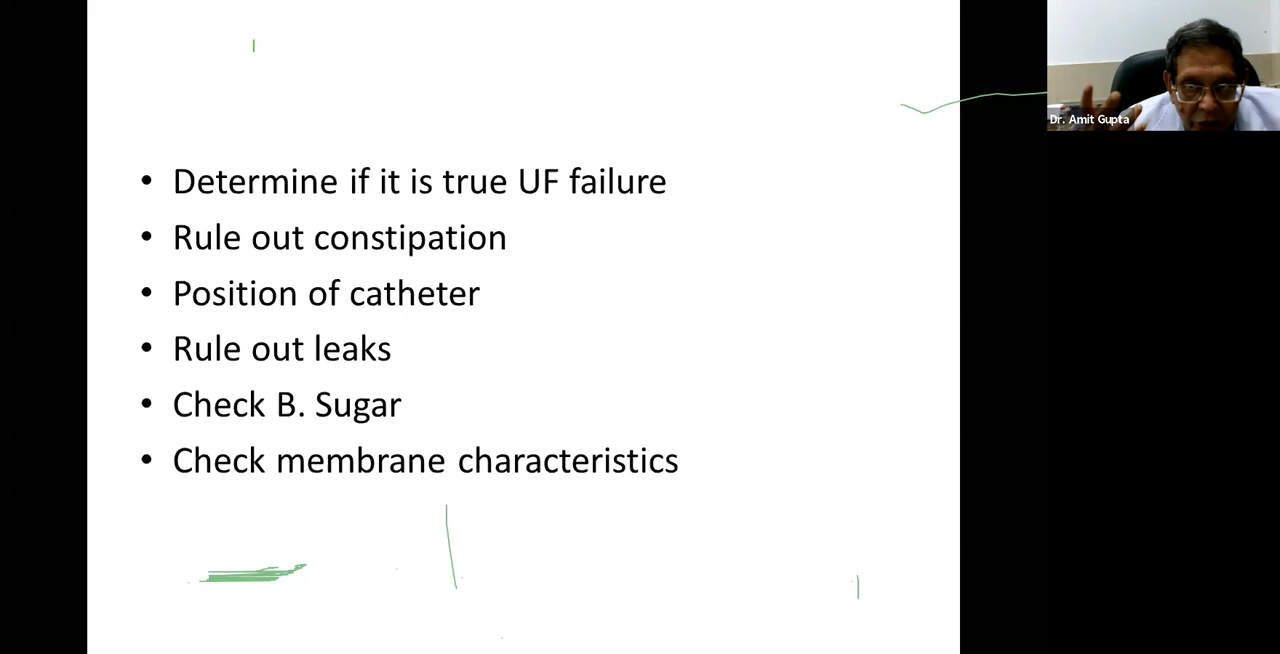 Dr. Amit Gupta
• Determine if it is true UF failure
• Rule out constipation
• Position of catheter
• Rule out leaks
• Check B. Sugar
• Check membrane characteristics